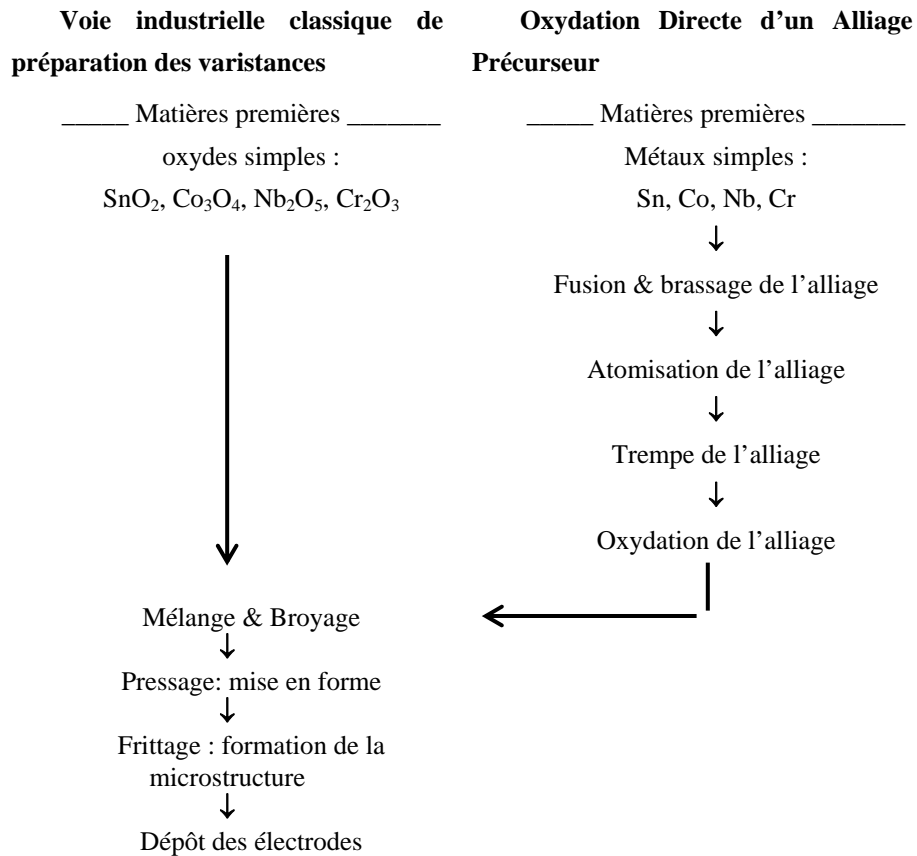 Voie industrielle classique de
préparation des varistances
_____ Matières premières _______
oxydes simples :
SnO₂, Co₃O₄, Nb₂O₅, Cr₂O₃
Oxydation Directe d’un Alliage
Précurseur
_____ Matières premières _______
Métaux simples :
Sn, Co, Nb, Cr
↓
Fusion & brassage de l’alliage
↓
Atomisation de l’alliage
↓
Trempe de l’alliage
↓
Oxydation de l’alliage
Mélange & Broyage
↓
Pressage: mise en forme
↓
Frittage : formation de la
microstructure
↓
Dépôt des électrodes